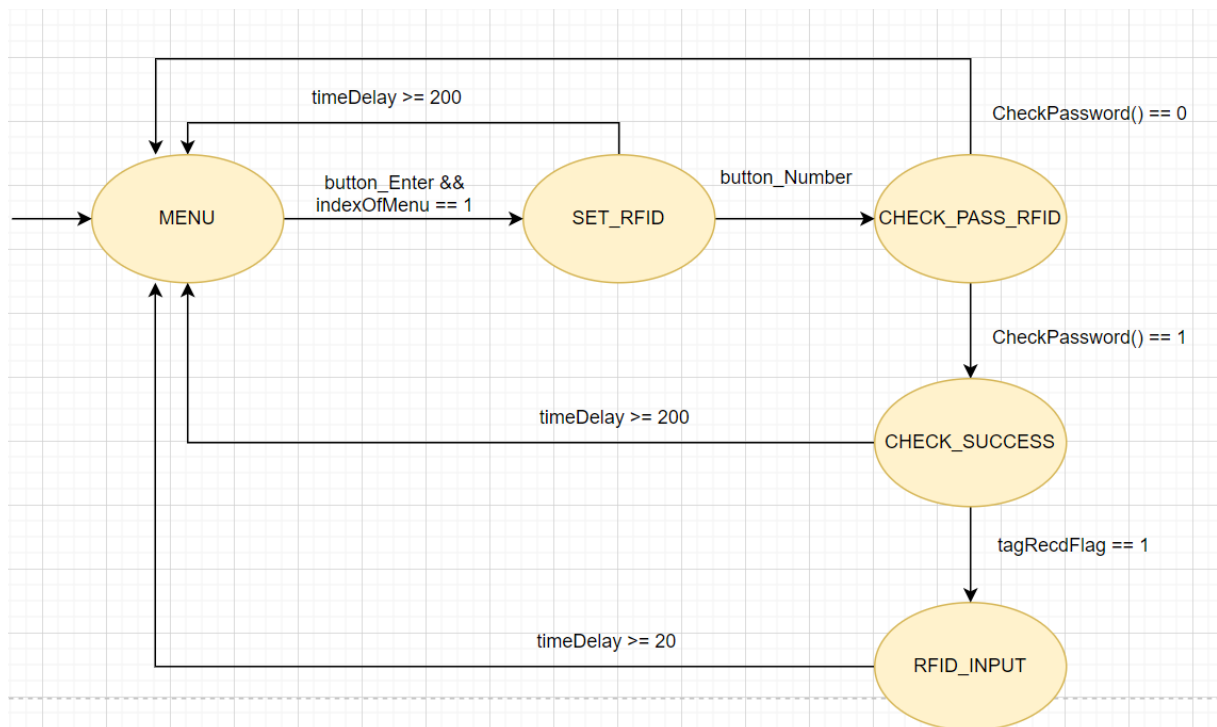 timeDelay >= 200
CheckPassword() == 0
MENU
button_Enter &&
indexOfMenu == 1
SET_RFID
button_Number
CHECK_PASS_RFID
CheckPassword() == 1
timeDelay >= 200
CHECK_SUCCESS
tagRecdFlag == 1
timeDelay >= 20
RFID_INPUT